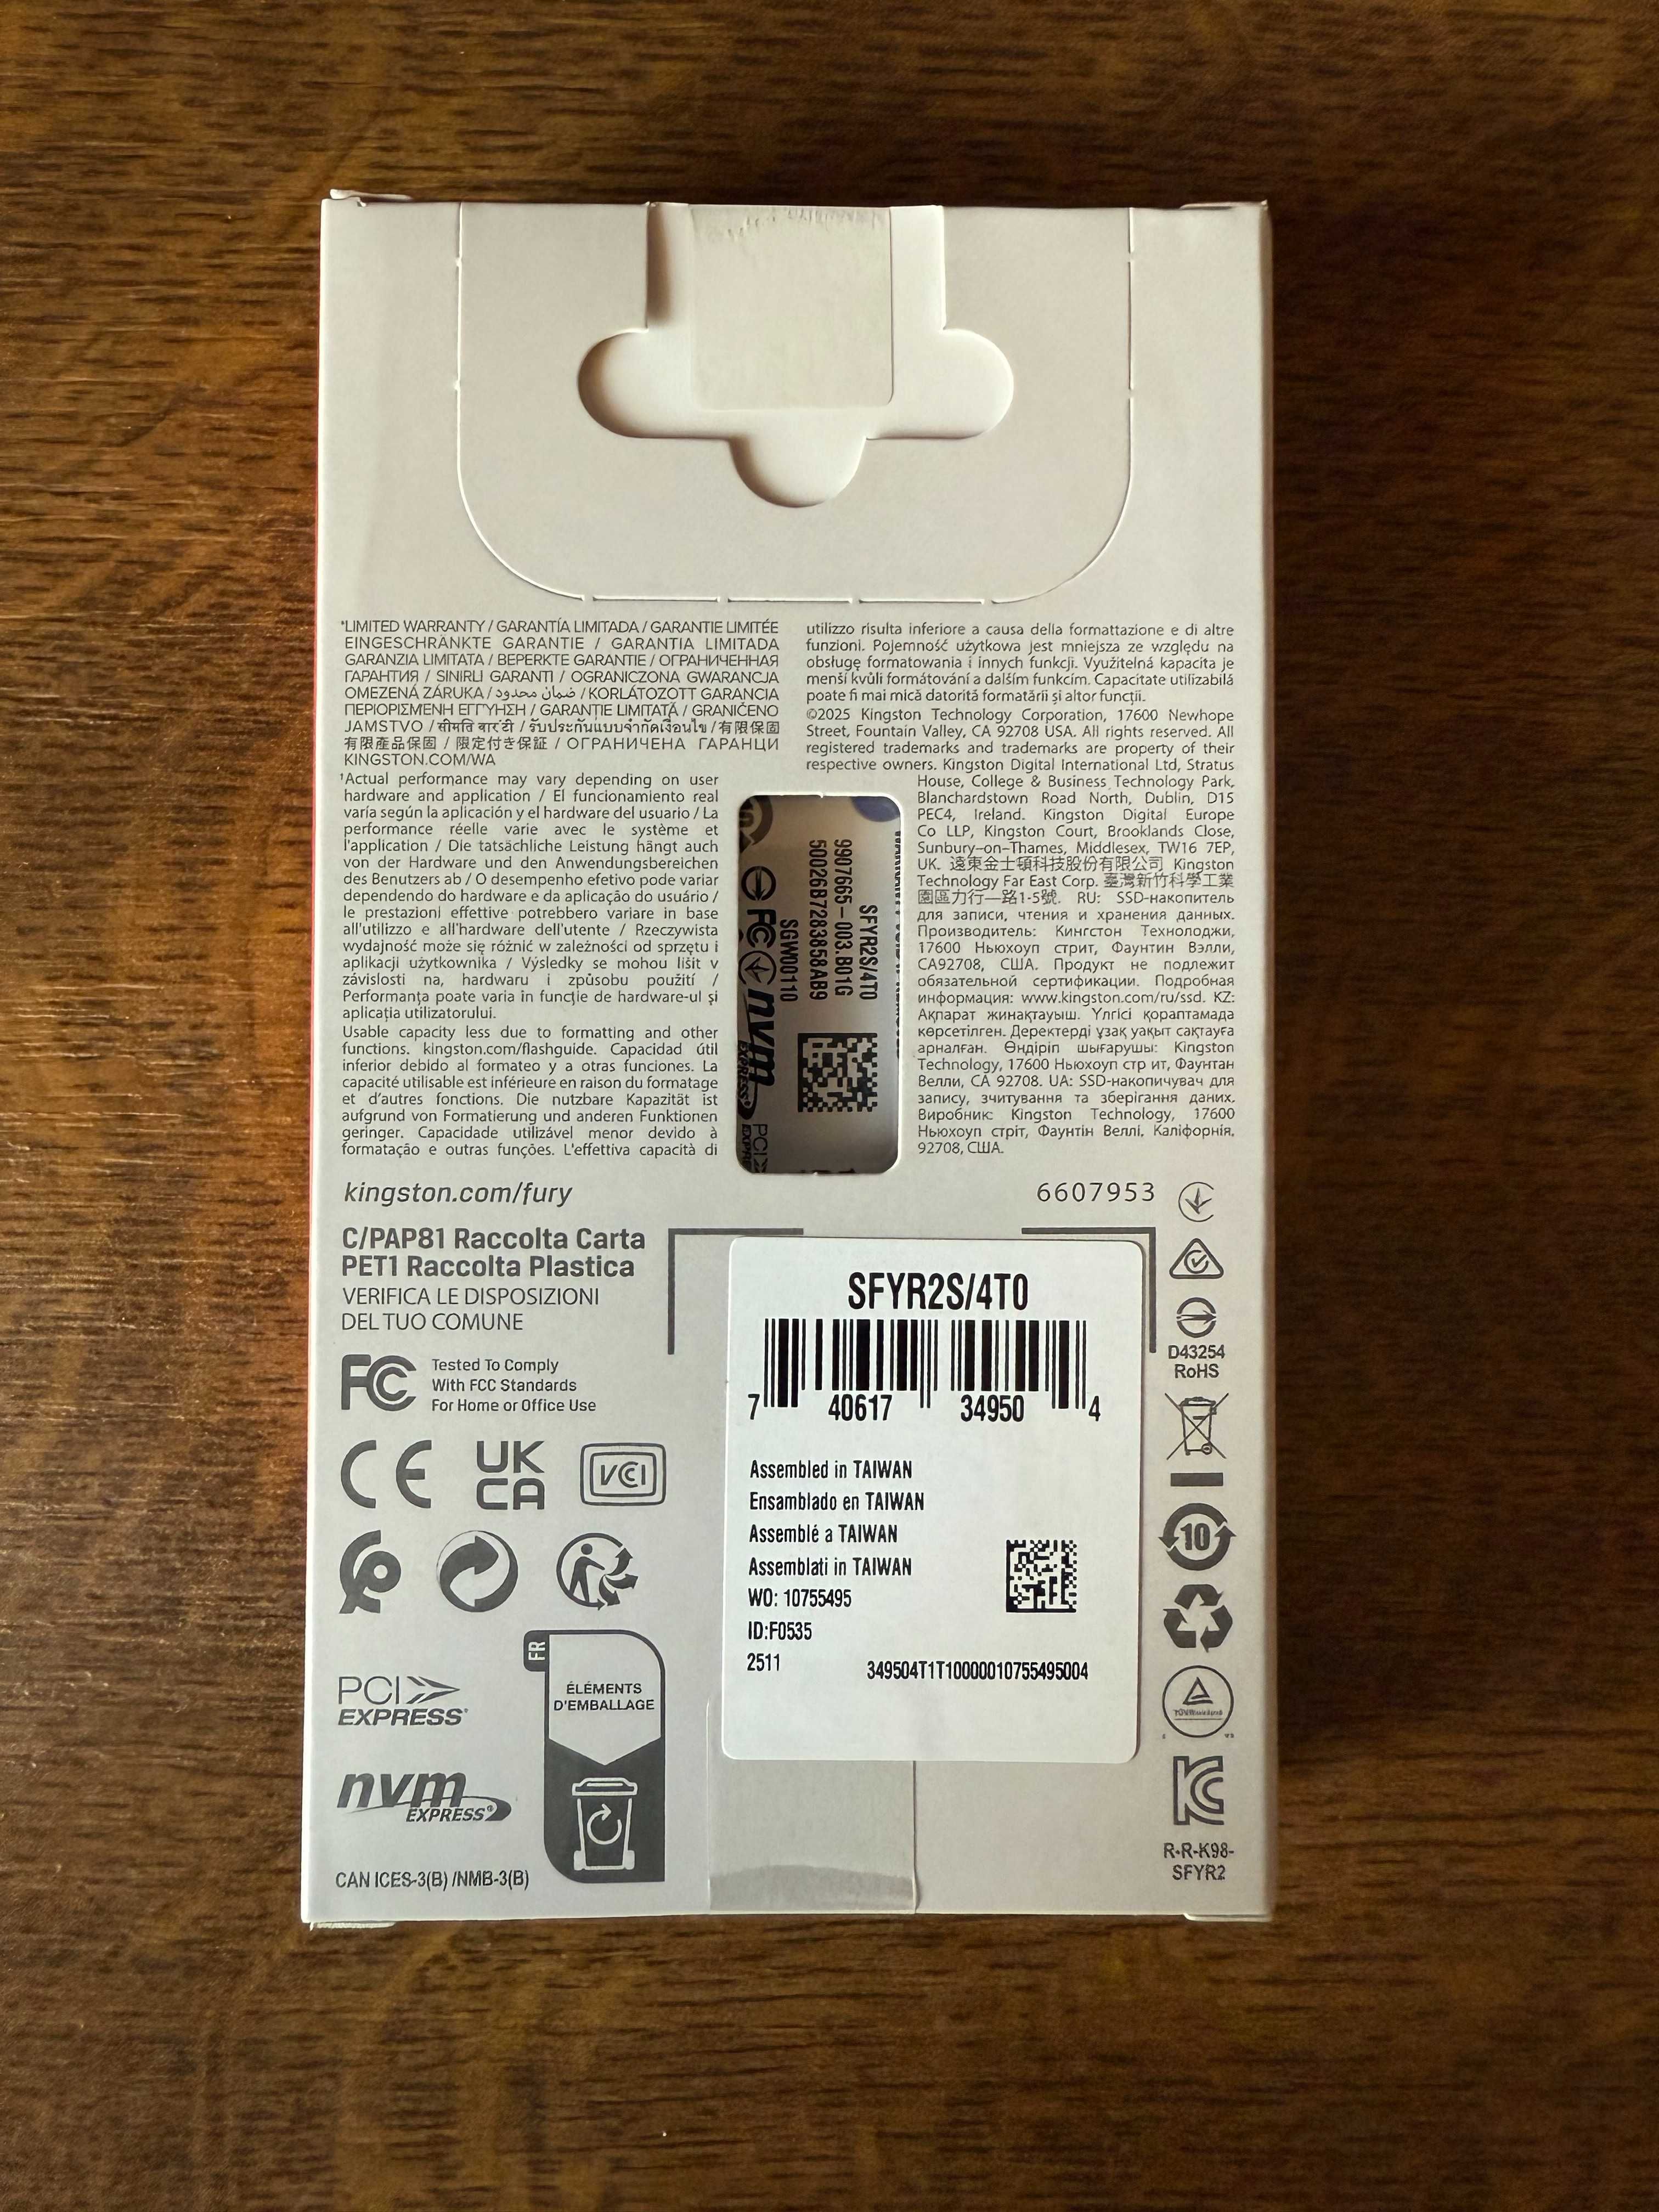 *LIMITED WARRANTY / GARANTÍA LIMITADA / GARANTIE LIMITÉE
EINGESCHRÄNKTE GARANTIE / GARANTIA LIMITADA
GARANZIA LIMITATA / BEPERKTE GARANTIE / ОГРАНИЧЕННАЯ
ГАРАНТИЯ / SINIRLI GARANTI / OGRANICZONA GWARANCJA
OMEZENÁ ZÁRUKA / ضمان محدود / KORLÁTOZOTT GARANCIA
ΠΕΡΙΟΡΙΣΜΕΝΗ ΕΓΓΥΗΣΗ / GARANȚIE LIMITATĂ / GRANIČENO
JAMSTVO / सीमति वारंटी / รับประกันแบบจำกัดเงื่อนไข / 有限保固
有限產品保固 / 限定付き保証 / ОГРАНИЧЕНА ГАРАНЦИ
KINGSTON.COM/WA
†Actual performance may vary depending on user
hardware and application / El funcionamiento real
varía según la aplicación y el hardware del usuario / La
performance réelle varie avec le système et
l'application / Die tatsächliche Leistung hängt auch
von der Hardware und den Anwendungsbereichen
des Benutzers ab / O desempenho efetivo pode variar
dependendo do hardware e da aplicação do usuário /
le prestazioni effettive potrebbero variare in base
all'utilizzo e all'hardware dell'utente / Rzeczywista
wydajność może się różnić w zależności od sprzętu i
aplikacji użytkownika / Výsledky se mohou lišit v
závislosti na, hardwaru i způsobu použití /
Performanța poate varia în funcție de hardware-ul și
aplicația utilizatorului.
Usable capacity less due to formatting and other
functions. kingston.com/flashguide. Capacidad útil
inferior debido al formateo y a otras funciones. La
capacité utilisable est inférieure en raison du formatage
et d'autres fonctions. Die nutzbare Kapazität ist
aufgrund von Formatierung und anderen Funktionen
geringer. Capacidade utilizável menor devido à
formatação e outras funções. L'effettiva capacità di
utilizzo risulta inferiore a causa della formattazione e di altre
funzioni. Pojemność użytkowa jest mniejsza ze względu na
obsługę formatowania i innych funkcji. Využitelná kapacita je
menší kvůli formátování a dalším funkcím. Capacitate utilizabilă
poate fi mai mică datorită formatării și altor funcții.
©2025 Kingston Technology Corporation, 17600 Newhope
Street, Fountain Valley, CA 92708 USA. All rights reserved. All
registered trademarks and trademarks are property of their
respective owners. Kingston Digital International Ltd, Stratus
House, College & Business Technology Park,
Blanchardstown Road North, Dublin, D15
PEC4, Ireland. Kingston Digital Europe
Co LLP, Kingston Court, Brooklands Close,
Sunbury-on-Thames, Middlesex, TW16 7EP,
UK. 遠東金士頓科技股份有限公司 Kingston
Technology Far East Corp. 臺灣新竹科學工業
園區力行一路1-5號. RU: SSD-накопитель
для записи, чтения и хранения данных.
Производитель: Кингстон Технолоджи,
17600 Ньюхоуп стрит, Фаунтин Вэлли,
CA92708, США. Продукт не подлежит
обязательной сертификации. Подробная
информация: www.kingston.com/ru/ssd. KZ:
Ақпарат жинақтауыш. Үлгісі қораптамада
көрсетілген. Деректерді ұзақ уақыт сақтауға
арналған. Өндіріп шығарушы: Kingston
Technology, 17600 Ньюхоуп стр ит, Фаунтан
Велли, CA 92708. UA: SSD-накопичувач для
запису, зчитування та зберігання даних.
Виробник: Kingston Technology, 17600
Ньюхоуп стріт, Фаунтін Веллі, Каліфорнія,
92708, США.
SFYR2S/4T0
9907665-003.B01G
50026B7283858AB9
SGW00110
FC
nvm
EXPRESS
PCI
kingston.com/fury
6607953
C/PAP81 Raccolta Carta
PET1 Raccolta Plastica
VERIFICA LE DISPOSIZIONI
DEL TUO COMUNE
FC
Tested To Comply
With FCC Standards
For Home or Office Use
CE
UK
CA
VCI
PCI
EXPRESS®
nvm
EXPRESS®
CAN ICES-3(B) /NMB-3(B)
FR
ÉLÉMENTS
D'EMBALLAGE
SFYR2S/4T0
7 40617 34950 4
Assembled in TAIWAN
Ensamblado en TAIWAN
Assemblé a TAIWAN
Assemblati in TAIWAN
WO: 10755495
ID:F0535
2511
349504T1T10000010755495004
D43254
RoHS
10
R-R-K98-
SFYR2